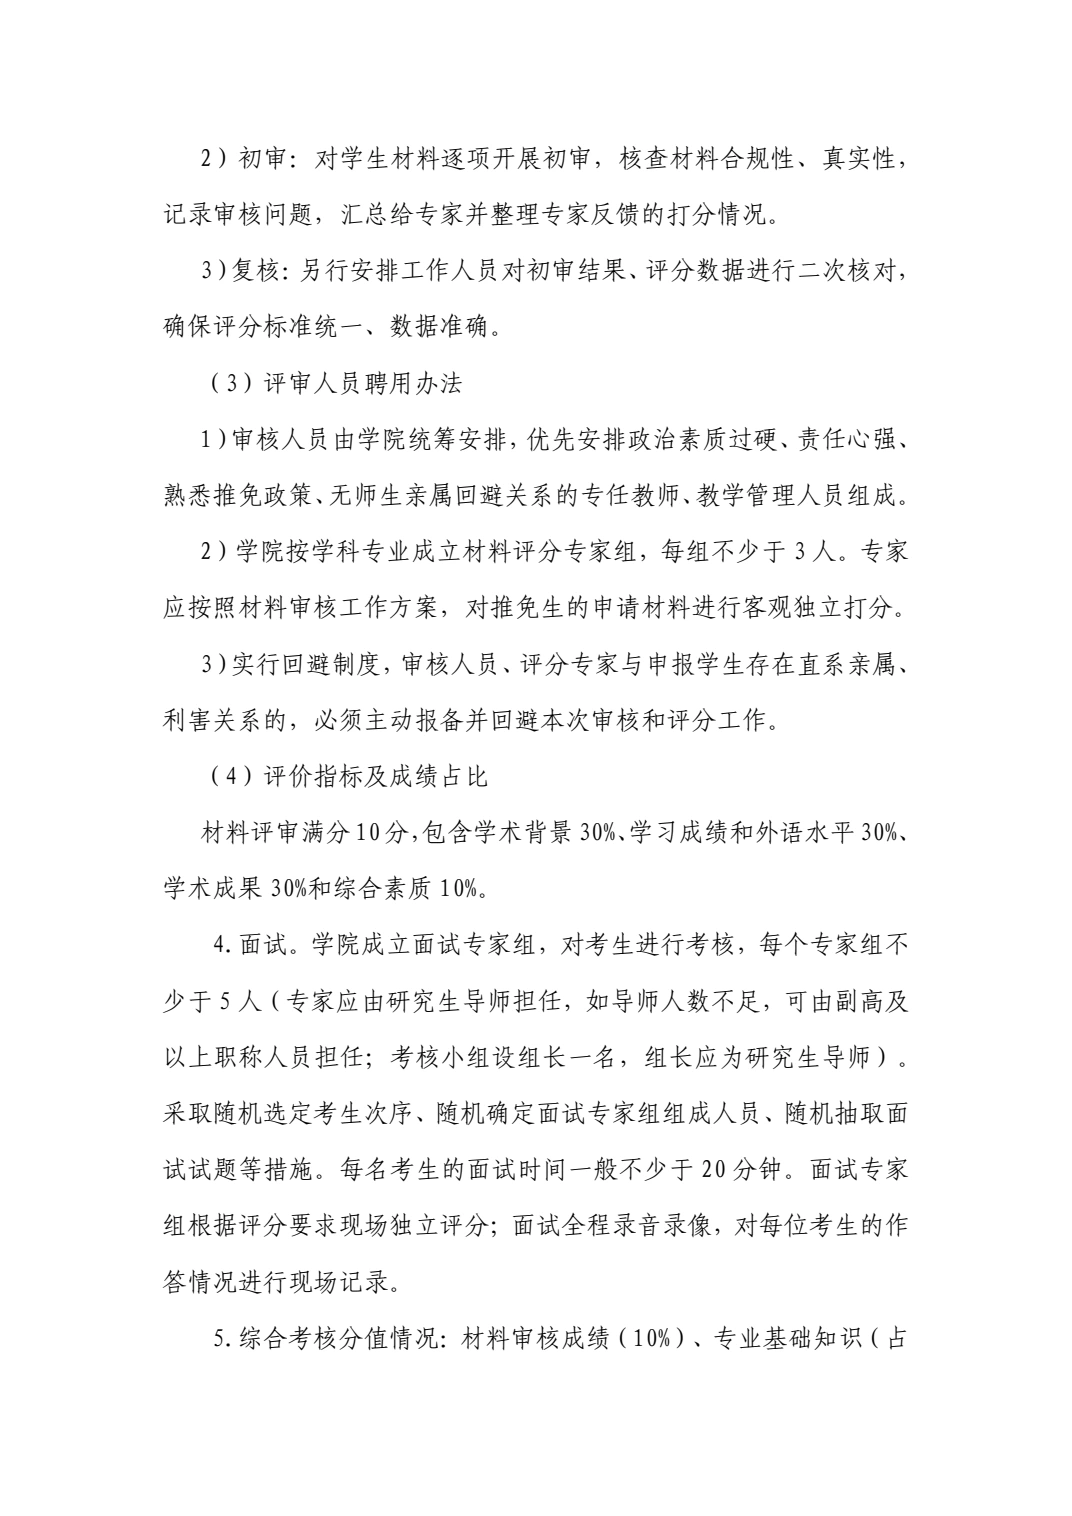 2）初审：对学生材料逐项开展初审，核查材料合规性、真实性，
记录审核问题，汇总给专家并整理专家反馈的打分情况。
3）复核：另行安排工作人员对初审结果、评分数据进行二次核对，
确保评分标准统一、数据准确。
（3）评审人员聘用办法
1）审核人员由学院统筹安排，优先安排政治素质过硬、责任心强、
熟悉推免政策、无师生亲属回避关系的专任教师、教学管理人员组成。
2）学院按学科专业成立材料评分专家组，每组不少于 3 人。专家
应按照材料审核工作方案，对推免生的申请材料进行客观独立打分。
3）实行回避制度，审核人员、评分专家与申报学生存在直系亲属、
利害关系的，必须主动报备并回避本次审核和评分工作。
（4）评价指标及成绩占比
材料评审满分 10 分，包含学术背景 30%、学习成绩和外语水平 30%、
学术成果 30%和综合素质 10%。
4. 面试。学院成立面试专家组，对考生进行考核，每个专家组不
少于 5 人（专家应由研究生导师担任，如导师人数不足，可由副高及
以上职称人员担任；考核小组设组长一名，组长应为研究生导师）。
采取随机选定考生次序、随机确定面试专家组组成人员、随机抽取面
试试题等措施。每名考生的面试时间一般不少于 20 分钟。面试专家
组根据评分要求现场独立评分；面试全程录音录像，对每位考生的作
答情况进行现场记录。
5. 综合考核分值情况：材料审核成绩（10%）、专业基础知识（占